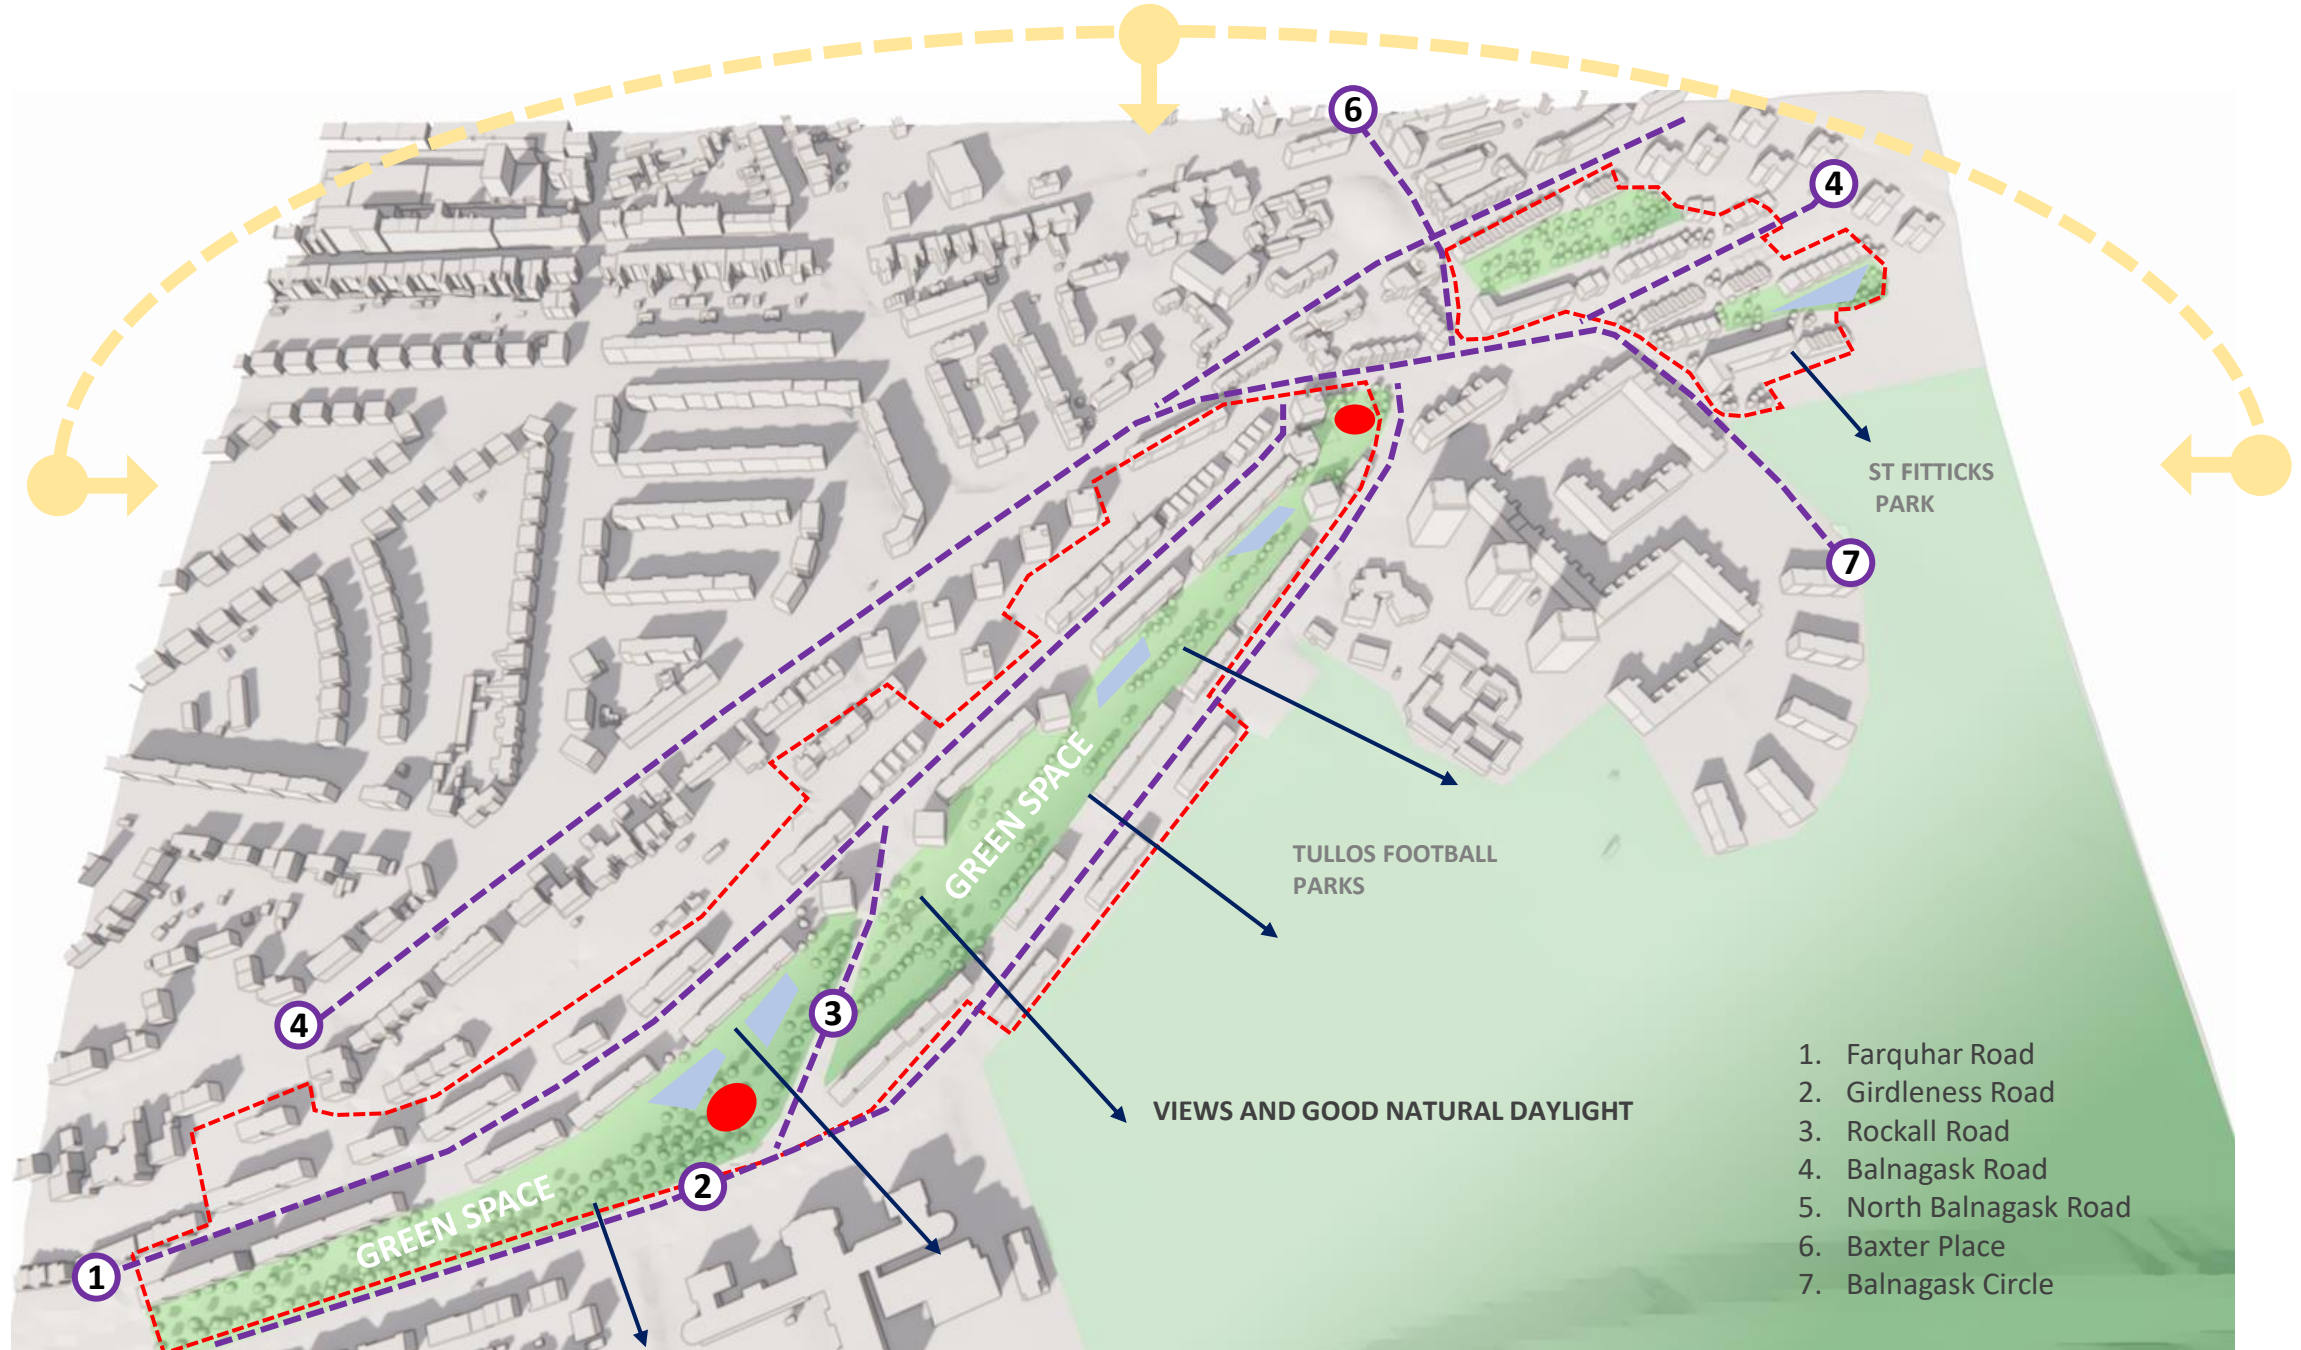 6
4
ST FITTICKS
PARK
7
GREEN SPACE
TULLOS FOOTBALL
PARKS
4
3
VIEWS AND GOOD NATURAL DAYLIGHT
2
GREEN SPACE
1
1. Farquhar Road
2. Girdleness Road
3. Rockall Road
4. Balnagask Road
5. North Balnagask Road
6. Baxter Place
7. Balnagask Circle